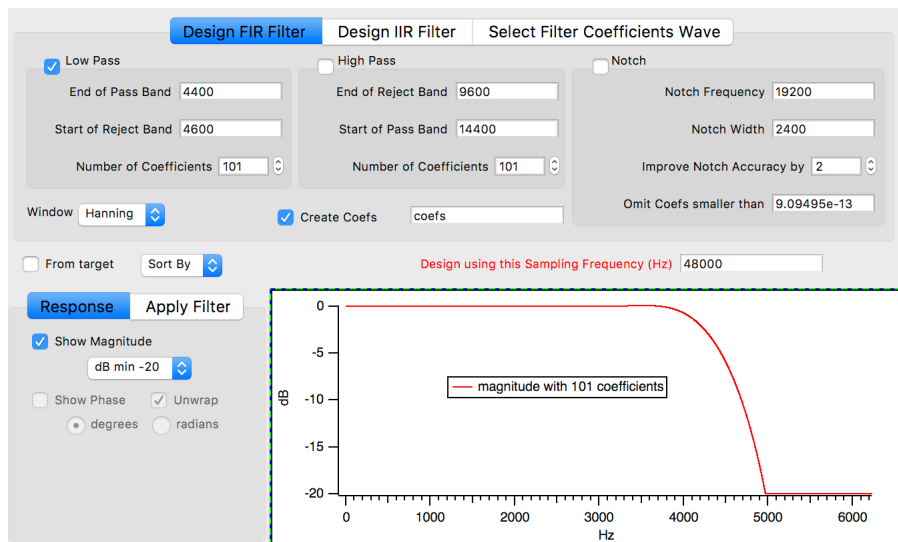 Design FIR Filter Design IIR Filter Select Filter Coefficients Wave
Low Pass High Pass Notch
End of Pass Band 4400 End of Reject Band 9600 Notch Frequency 19200
Start of Reject Band 4600 Start of Pass Band 14400 Notch Width 2400
Number of Coefficients 101 Number of Coefficients 101 Improve Notch Accuracy by 2
Omit Coefs smaller than 9.09495e-13
Window Hanning Create Coefs coefs
From target Sort By Design using this Sampling Frequency (Hz) 48000
Response Apply Filter
Show Magnitude
dB min -20
Show Phase Unwrap
degrees radians
0
-5
-10
-15
-20
dB
magnitude with 101 coefficients
0 1000 2000 3000 4000 5000 6000
Hz